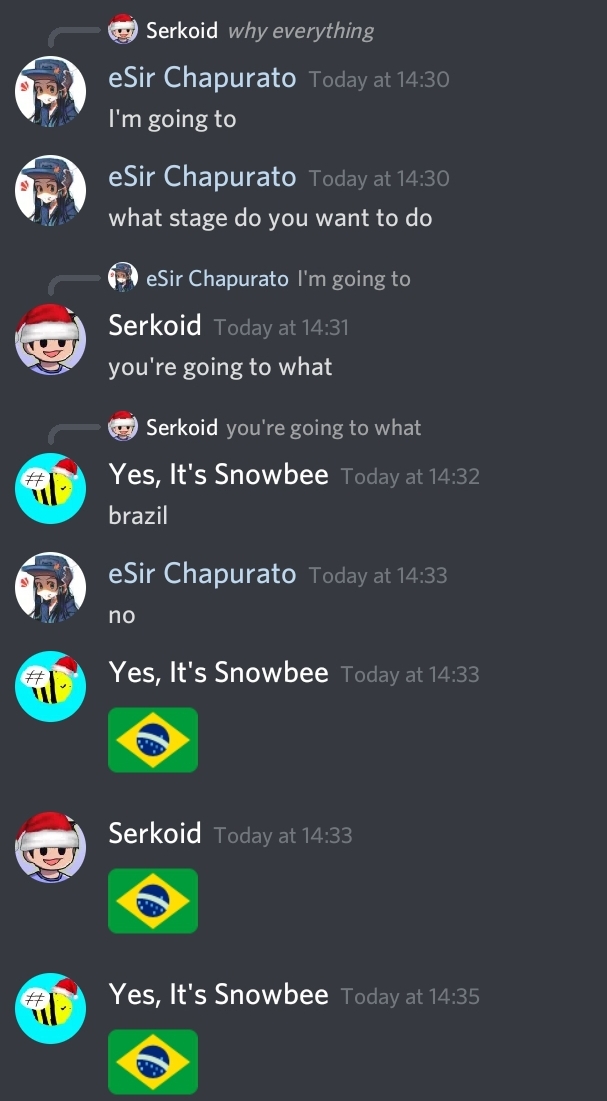 Serkoid why everything
eSir Chapurato Today at 14:30
I'm going to
eSir Chapurato Today at 14:30
what stage do you want to do
eSir Chapurato I'm going to
Serkoid Today at 14:31
you're going to what
Serkoid you're going to what
Yes, It's Snowbee Today at 14:32
brazil
eSir Chapurato Today at 14:33
no
Yes, It's Snowbee Today at 14:33
Serkoid Today at 14:33
Yes, It's Snowbee Today at 14:35